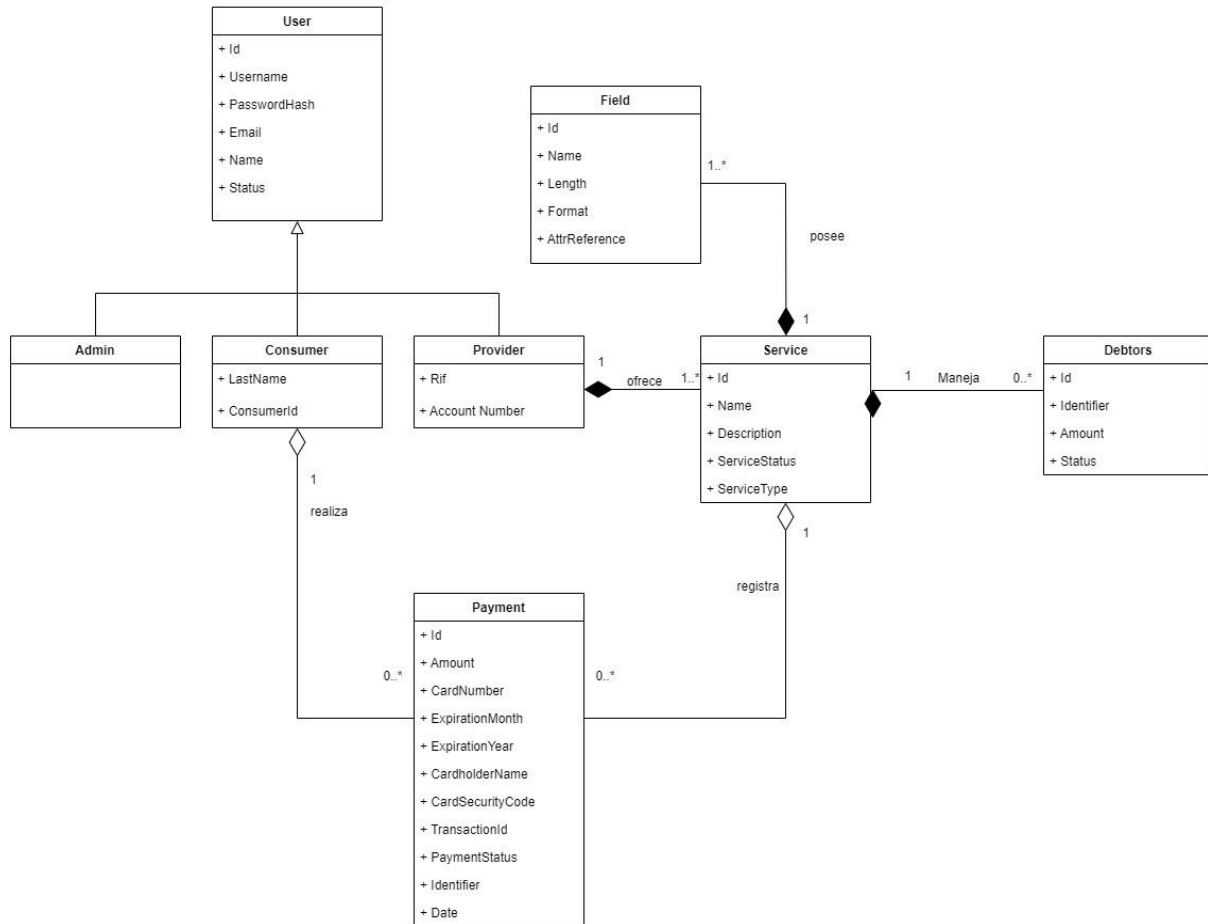 User
+ Id
+ Username
+ PasswordHash
+ Email
+ Name
+ Status
Field
+ Id
+ Name
+ Length
+ Format
+ AttrReference
1..*
posee
1
Admin
Consumer
+ LastName
+ ConsumerId
Provider
+ Rif
+ Account Number
1
ofrece
1..*
Service
+ Id
+ Name
+ Description
+ ServiceStatus
+ ServiceType
1
Maneja
0..*
Debtors
+ Id
+ Identifier
+ Amount
+ Status
1
realiza
0..*
1
registra
0..*
Payment
+ Id
+ Amount
+ CardNumber
+ ExpirationMonth
+ ExpirationYear
+ CardholderName
+ CardSecurityCode
+ TransactionId
+ PaymentStatus
+ Identifier
+ Date